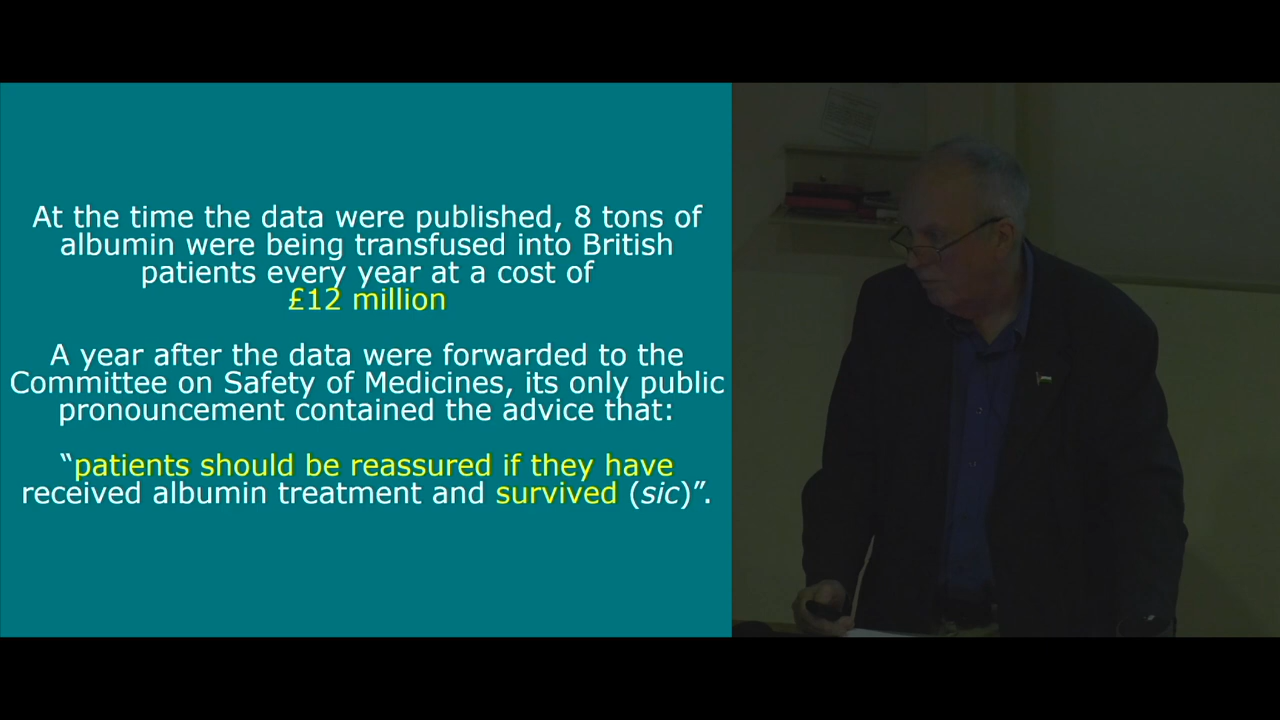 At the time the data were published, 8 tons of
albumin were being transfused into British
patients every year at a cost of
£12 million
A year after the data were forwarded to the
Committee on Safety of Medicines, its only public
pronouncement contained the advice that:
“patients should be reassured if they have
received albumin treatment and survived (sic)”.